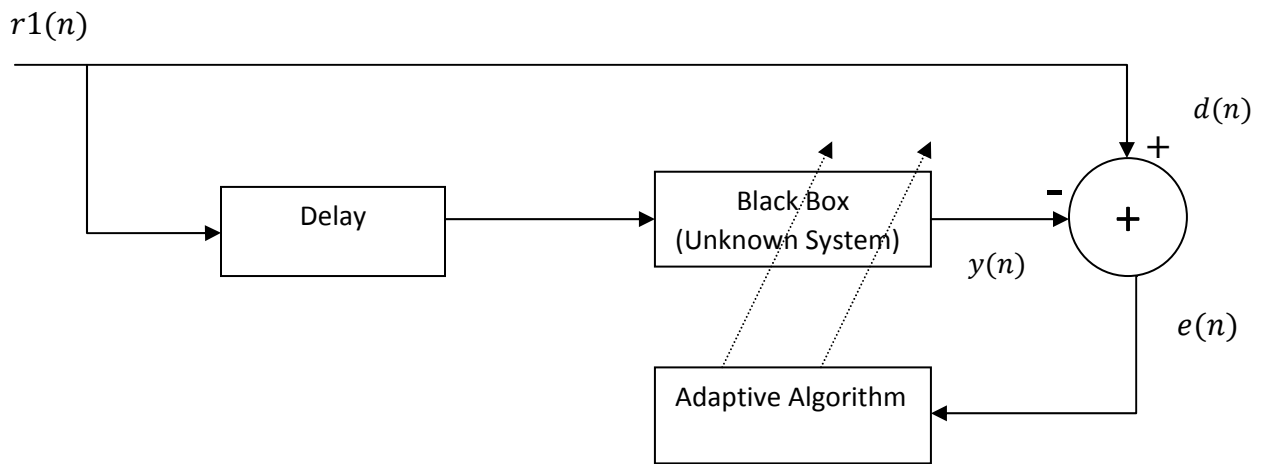 r1(n)
d(n)
+
-
Delay
Black Box
(Unknown System)
+
y(n)
e(n)
Adaptive Algorithm